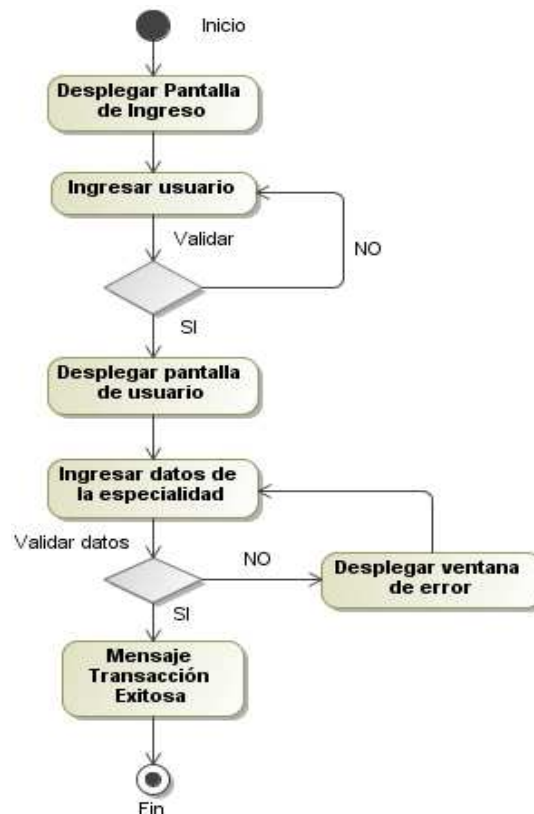 Inicio
Desplegar Pantalla
de Ingreso
Ingresar usuario
Validar
NO
SI
Desplegar pantalla
de usuario
Ingresar datos de
la especialidad
Validar datos
NO
Desplegar ventana
de error
SI
Mensaje
Transacción
Exitosa
Fin